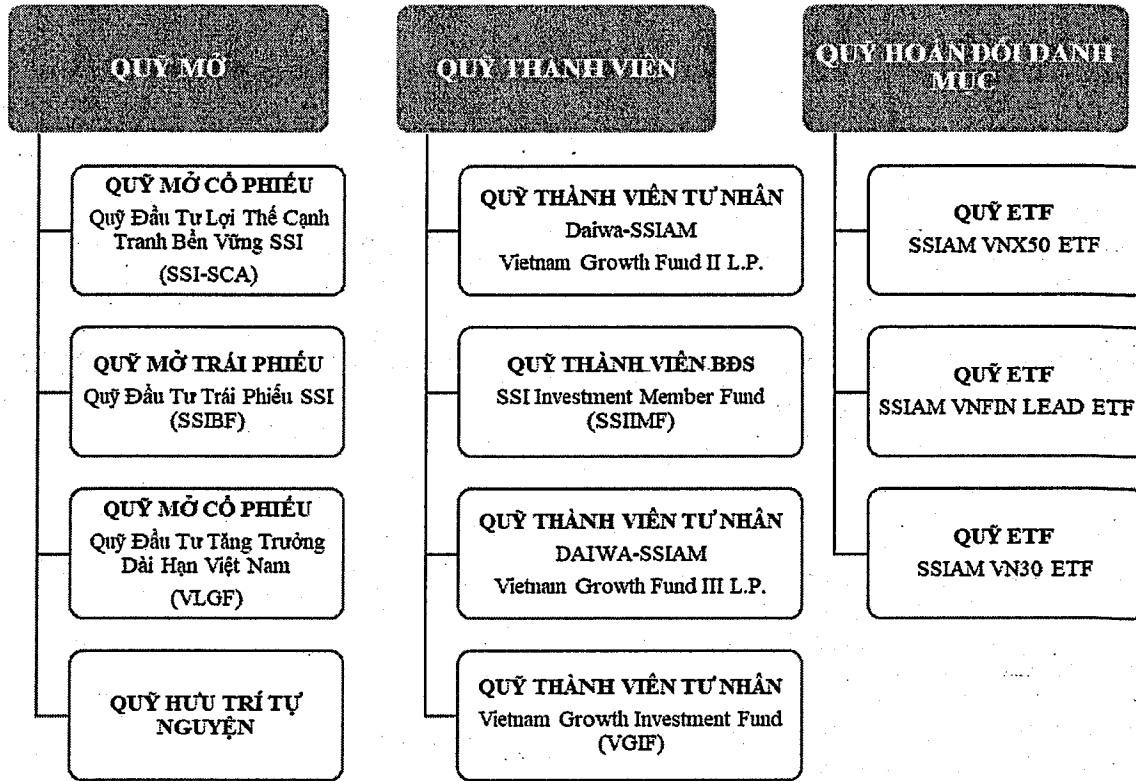 QUỸ MỞ
QUỸ MỞ CỔ PHIẾU
Quỹ Đầu Tư Lợi Thế Cạnh
Tranh Bền Vững SSI
(SSI-SCA)
QUỸ MỞ TRÁI PHIẾU
Quỹ Đầu Tư Trái Phiếu SSI
(SSIBF)
QUỸ MỞ CỔ PHIẾU
Quỹ Đầu Tư Tăng Trưởng
Dài Hạn Việt Nam
(VLGF)
QUỸ HƯU TRÍ TỰ
NGUYỆN
QUỸ THÀNH VIÊN
QUỸ THÀNH VIÊN TƯ NHÂN
Daiwa-SSIAM
Vietnam Growth Fund II L.P.
QUỸ THÀNH VIÊN BĐS
SSI Investment Member Fund
(SSIIMF)
QUỸ THÀNH VIÊN TƯ NHÂN
DAIWA-SSIAM
Vietnam Growth Fund III L.P.
QUỸ THÀNH VIÊN TƯ NHÂN
Vietnam Growth Investment Fund
(VGIF)
QUỸ HOÁN ĐỔI DANH
MỤC
QUỸ ETF
SSIAM VNX50 ETF
QUỸ ETF
SSIAM VNFIN LEAD ETF
QUỸ ETF
SSIAM VN30 ETF